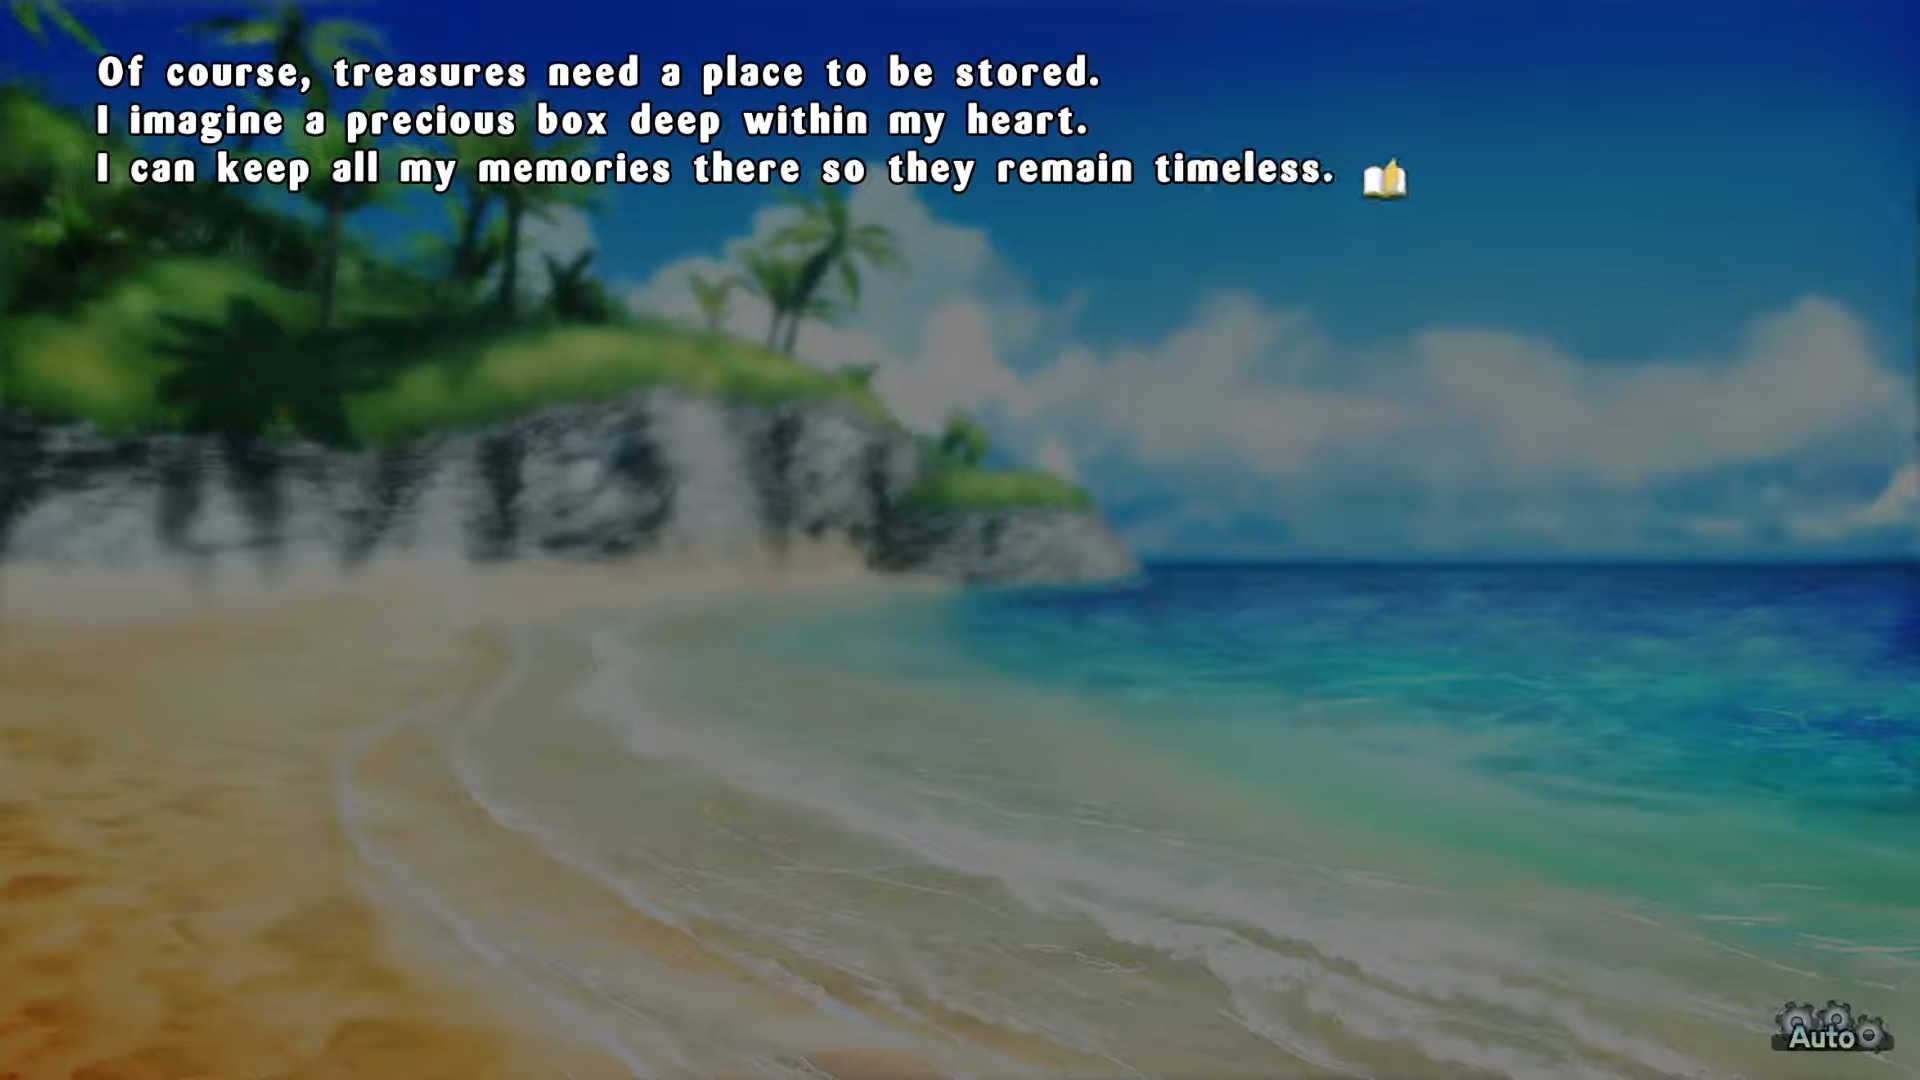 Of course, treasures need a place to be stored.
I imagine a precious box deep within my heart.
I can keep all my memories there so they remain timeless.
Auto